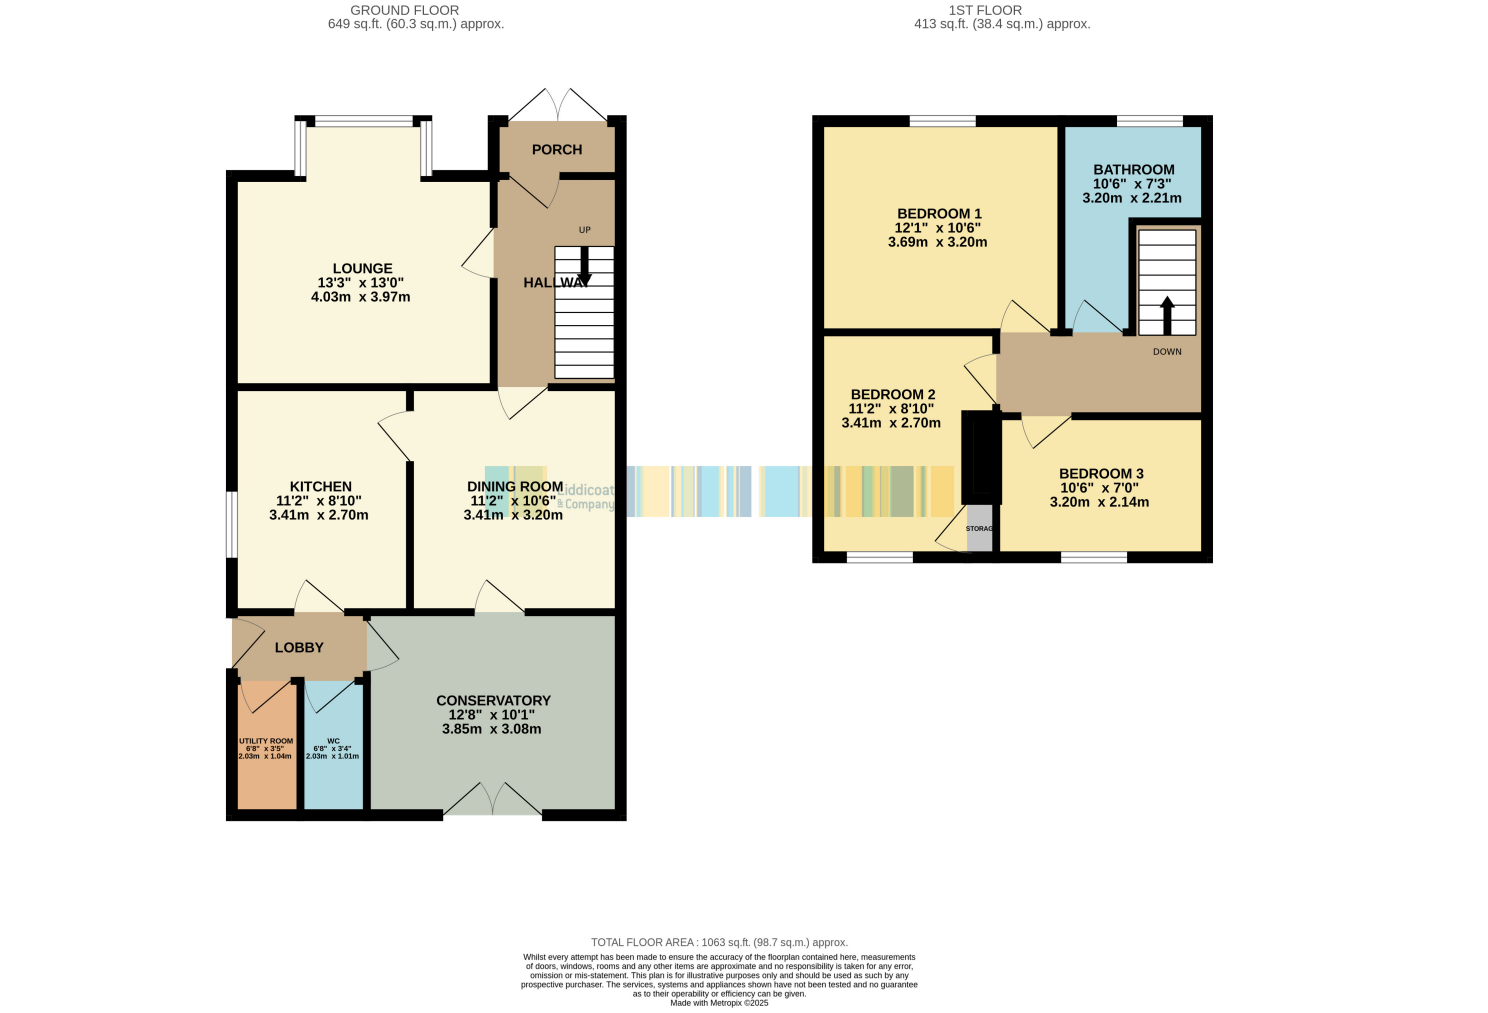 GROUND FLOOR
649 sq.ft. (60.3 sq.m.) approx.
1ST FLOOR
413 sq.ft. (38.4 sq.m.) approx.
PORCH
UP
HALLWAY
LOUNGE
13'3" x 13'0"
4.03m x 3.97m
KITCHEN
11'2" x 8'10"
3.41m x 2.70m
DINING ROOM
11'2" x 10'6"
3.41m x 3.20m
Liddicoat
& Company
LOBBY
UTILITY ROOM
6'8" x 3'5"
2.03m x 1.04m
WC
6'8" x 3'4"
2.03m x 1.01m
CONSERVATORY
12'8" x 10'1"
3.85m x 3.08m
BEDROOM 1
12'1" x 10'6"
3.69m x 3.20m
BATHROOM
10'6" x 7'3"
3.20m x 2.21m
DOWN
BEDROOM 2
11'2" x 8'10"
3.41m x 2.70m
BEDROOM 3
10'6" x 7'0"
3.20m x 2.14m
STORAG
TOTAL FLOOR AREA : 1063 sq.ft. (98.7 sq.m.) approx.
Whilst every attempt has been made to ensure the accuracy of the floorplan contained here, measurements
of doors, windows, rooms and any other items are approximate and no responsibility is taken for any error,
omission or mis-statement. This plan is for illustrative purposes only and should be used as such by any
prospective purchaser. The services, systems and appliances shown have not been tested and no guarantee
as to their operability or efficiency can be given.
Made with Metropix ©2025